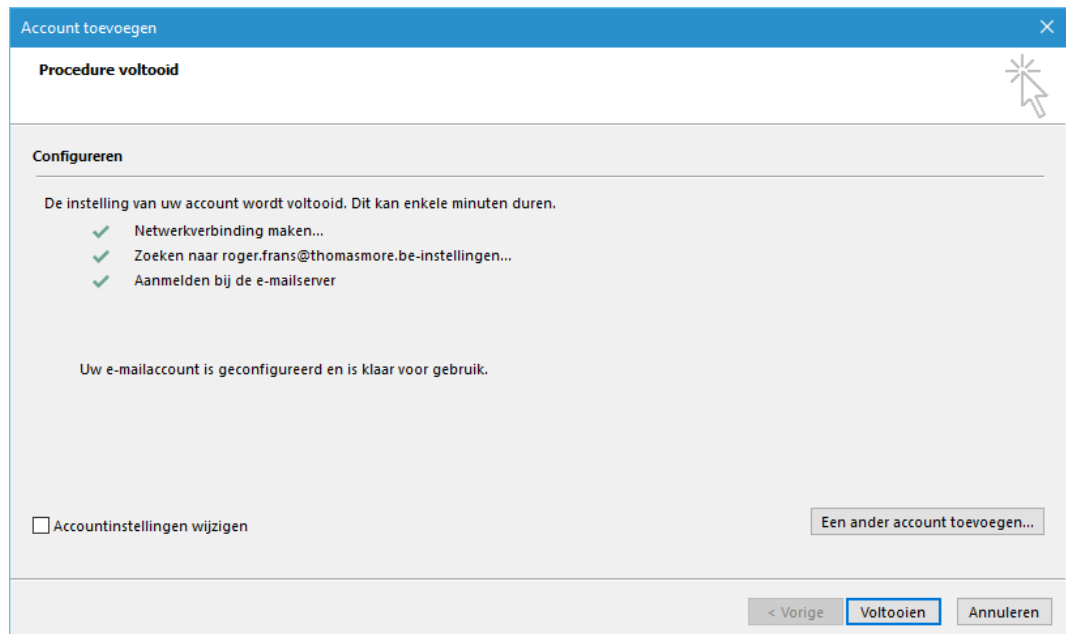 Account toevoegen
Procedure voltooid
Configureren
De instelling van uw account wordt voltooid. Dit kan enkele minuten duren.
Netwerkverbinding maken...
Zoeken naar roger.frans@thomasmore.be-instellingen...
Aanmelden bij de e-mailserver
Uw e-mailaccount is geconfigureerd en is klaar voor gebruik.
Accountinstellingen wijzigen
Een ander account toevoegen...
< Vorige
Voltooien
Annuleren